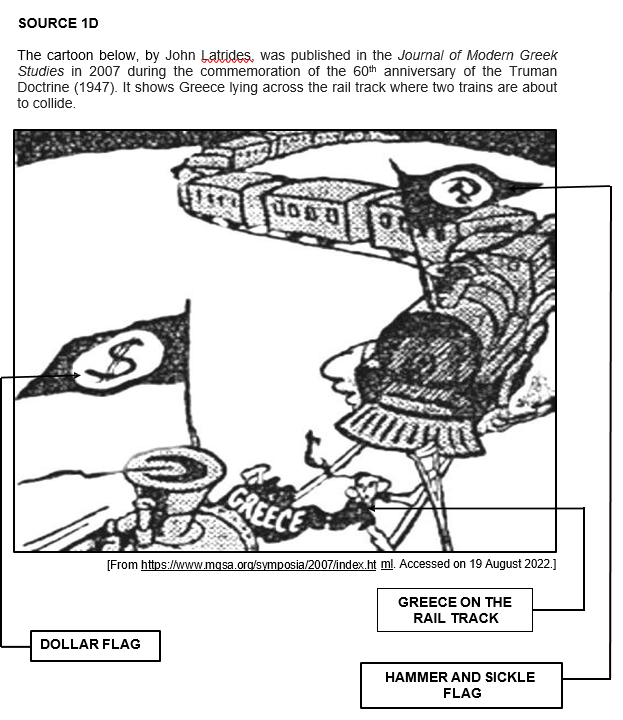 SOURCE 1D
The cartoon below, by John Latrides, was published in the Journal of Modern Greek
Studies in 2007 during the commemoration of the 60th anniversary of the Truman
Doctrine (1947). It shows Greece lying across the rail track where two trains are about
to collide.
$
GREECE
[From https://www.mgsa.org/symposia/2007/index.ht ml. Accessed on 19 August 2022.]
GREECE ON THE
RAIL TRACK
DOLLAR FLAG
HAMMER AND SICKLE
FLAG